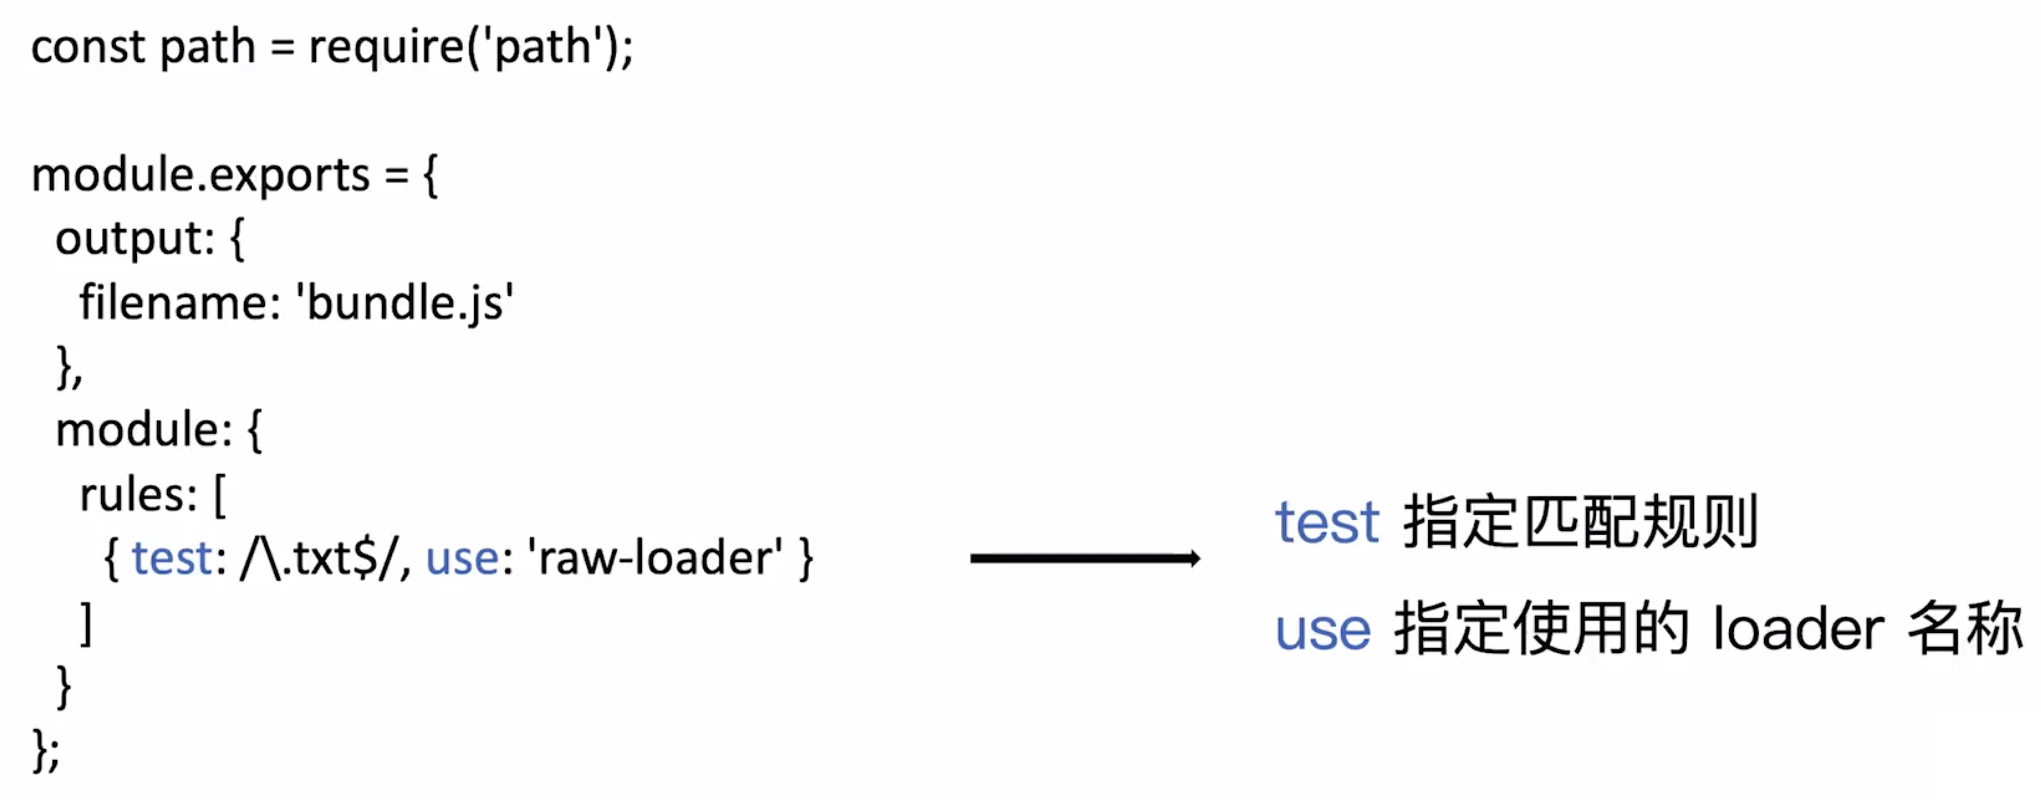 const path = require('path');
module.exports = {
output: {
filename: 'bundle.js'
},
module: {
rules: [
{ test: /\.txt$/, use: 'raw-loader' }
]
}
};
test 指定匹配规则
use 指定使用的 loader 名称